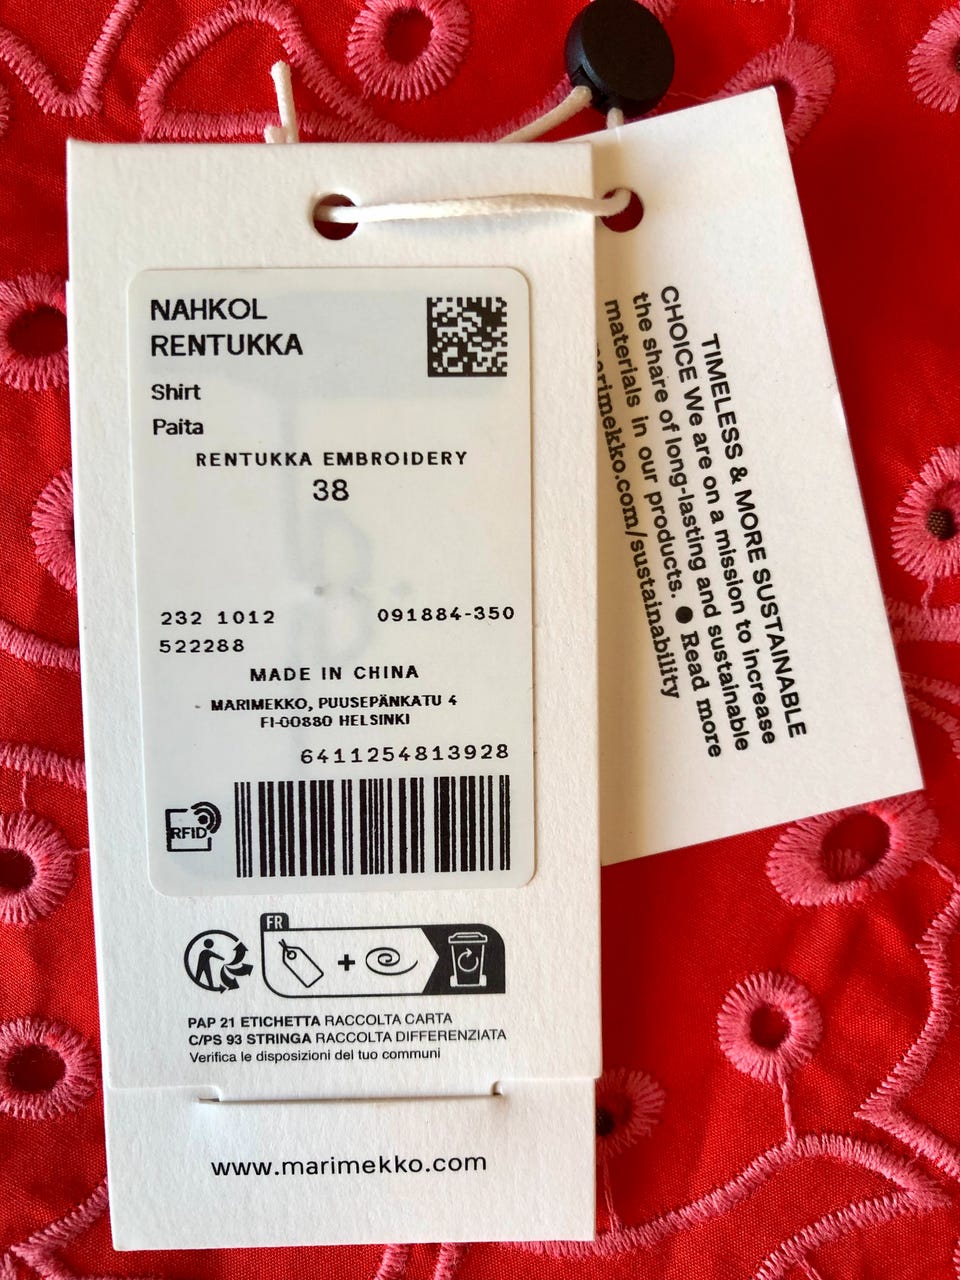 NAHKOL
RENTUKKA
Shirt
Paita
RENTUKKA EMBROIDERY
38
232 1012 091884-350
522288
MADE IN CHINA
MARIMEKKO, PUUSEPÄNKATU 4
FI-00880 HELSINKI
6411254813928
RFID
FR
PAP 21 ETICHETTA RACCOLTA CARTA
C/PS 93 STRINGA RACCOLTA DIFFERENZIATA
Verifica le disposizioni del tuo communi
www.marimekko.com
TIMELESS & MORE SUSTAINABLE
CHOICE We are on a mission to increase
the share of long-lasting and sustainable
materials in our products. ● Read more
marimekko.com/sustainability